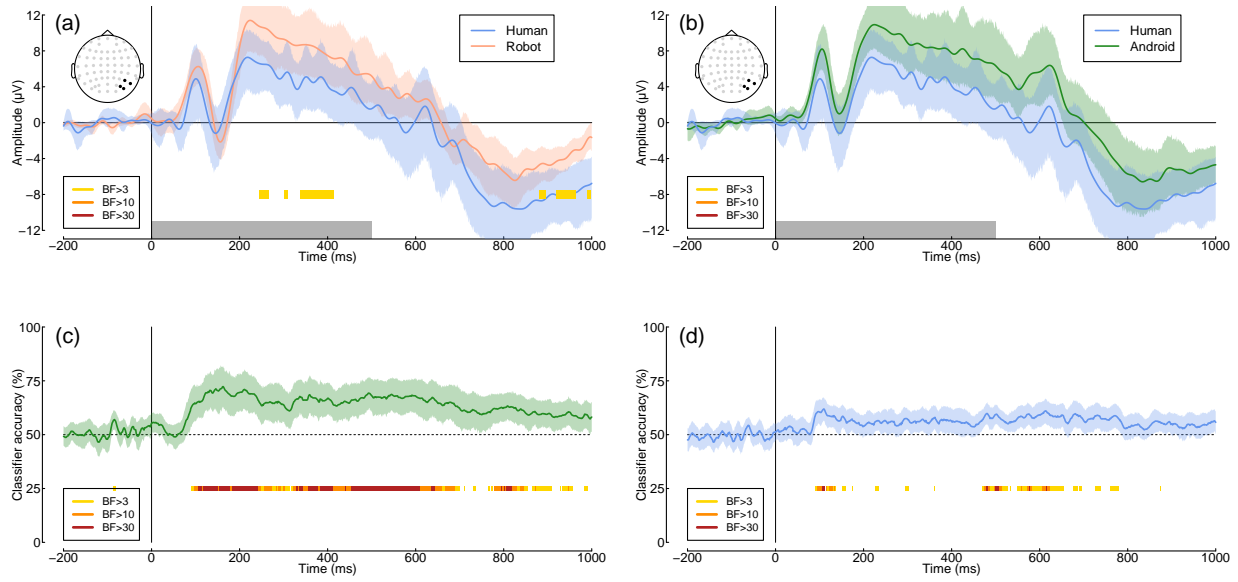 (a)
Human
Robot
12
8
4
0
−4
−8
−12
Amplitude (μV)
BF>3
BF>10
BF>30
−200
0
200
400
600
800
1000
Time (ms)
(b)
Human
Android
12
8
4
0
−4
−8
−12
Amplitude (μV)
BF>3
BF>10
BF>30
−200
0
200
400
600
800
1000
Time (ms)
(c)
100
75
50
25
0
Classifier accuracy (%)
BF>3
BF>10
BF>30
−200
0
200
400
600
800
1000
Time (ms)
(d)
100
75
50
25
0
Classifier accuracy (%)
BF>3
BF>10
BF>30
−200
0
200
400
600
800
1000
Time (ms)